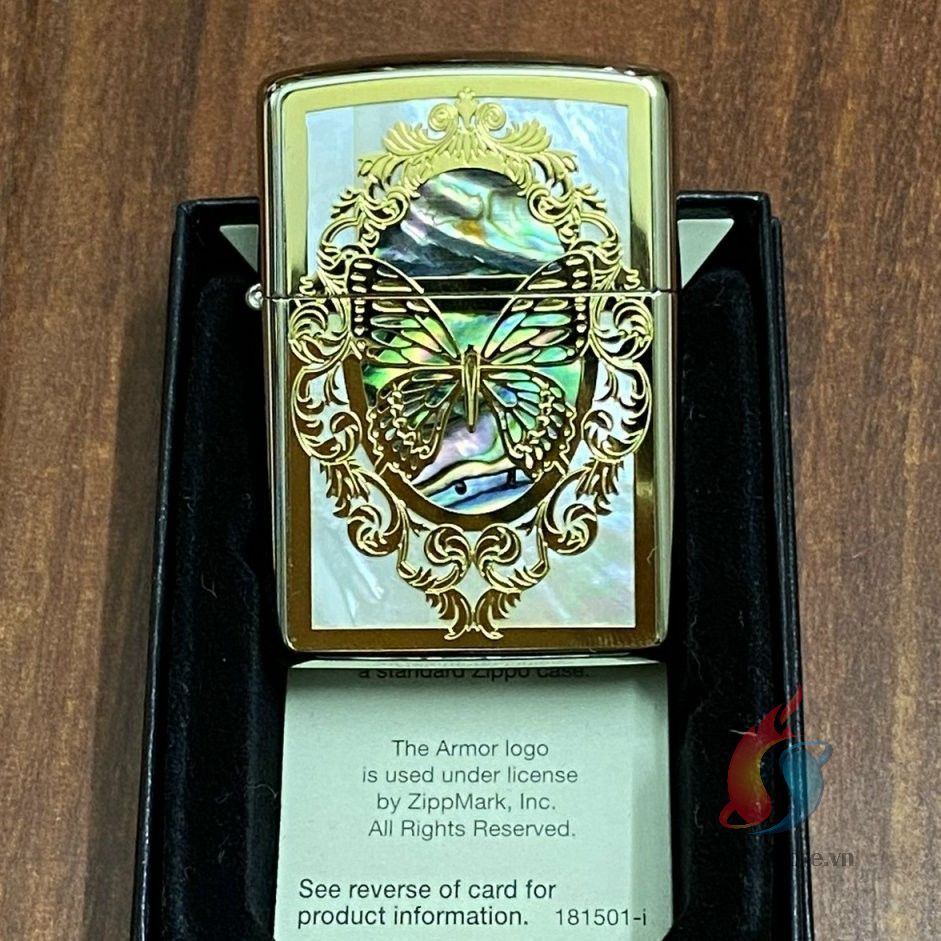 a standard Zippo case.
The Armor logo
is used under license
by ZippMark, Inc.
All Rights Reserved.
See reverse of card for
product information. 181501-i